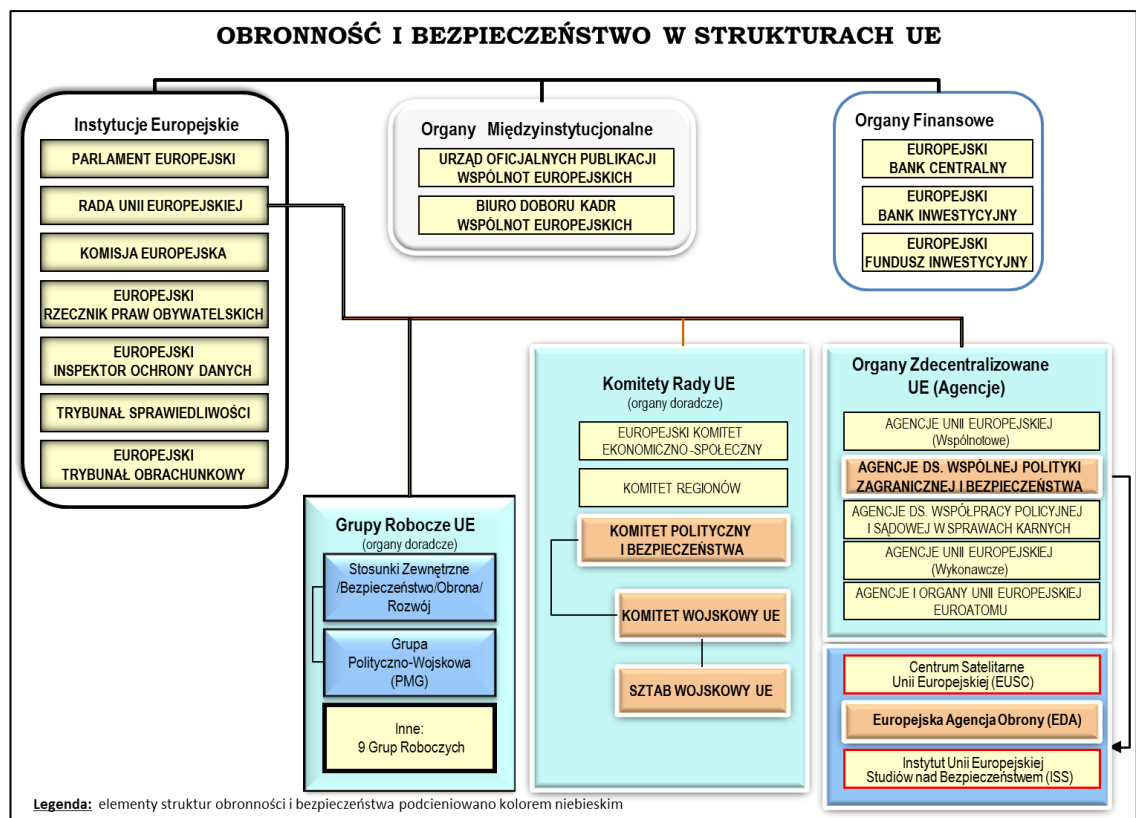 OBRONNOŚĆ I BEZPIECZEŃSTWO W STRUKTURACH UE
Instytucje Europejskie
PARLAMENT EUROPEJSKI
RADA UNII EUROPEJSKIEJ
KOMISJA EUROPEJSKA
EUROPEJSKI
RZECZNIK PRAW OBYWATELSKICH
EUROPEJSKI
INSPEKTOR OCHRONY DANYCH
TRYBUNAŁ SPRAWIEDLIWOŚCI
EUROPEJSKI
TRYBUNAŁ OBRACHUNKOWY
Organy Międzyinstytucjonalne
URZĄD OFICJALNYCH PUBLIKACJI
WSPÓLNOT EUROPEJSKICH
BIURO DOBORU KADR
WSPÓLNOT EUROPEJSKICH
Organy Finansowe
EUROPEJSKI
BANK CENTRALNY
EUROPEJSKI
BANK INWESTYCYJNY
EUROPEJSKI
FUNDUSZ INWESTYCYJNY
Grupy Robocze UE
(organy doradcze)
Stosunki Zewnętrzne
/Bezpieczeństwo/Obrona/
Rozwój
Grupa
Polityczno-Wojskowa
(PMG)
Inne:
9 Grup Roboczych
Komitety Rady UE
(organy doradcze)
EUROPEJSKI KOMITET
EKONOMICZNO -SPOŁECZNY
KOMITET REGIONÓW
KOMITET POLITYCZNY
I BEZPIECZEŃSTWA
KOMITET WOJSKOWY UE
SZTAB WOJSKOWY UE
Organy Zdecentralizowane
UE (Agencje)
AGENCJE UNII EUROPEJSKIEJ
(Wspólnotowe)
AGENCJE DS. WSPÓLNEJ POLITYKI
ZAGRANICZNEJ I BEZPIECZEŃSTWA
AGENCJE DS. WSPÓŁPRACY POLICYJNEJ
I SĄDOWEJ W SPRAWACH KARNYCH
AGENCJE UNII EUROPEJSKIEJ
(Wykonawcze)
AGENCJE I ORGANY UNII EUROPEJSKIEJ
EUROATOMU
Centrum Satelitarne
Unii Europejskiej (EUSC)
Europejska Agencja Obrony (EDA)
Instytut Unii Europejskiej
Studiów nad Bezpieczeństwem (ISS)
Legenda: elementy struktur obronności i bezpieczeństwa podcieniowano kolorem niebieskim